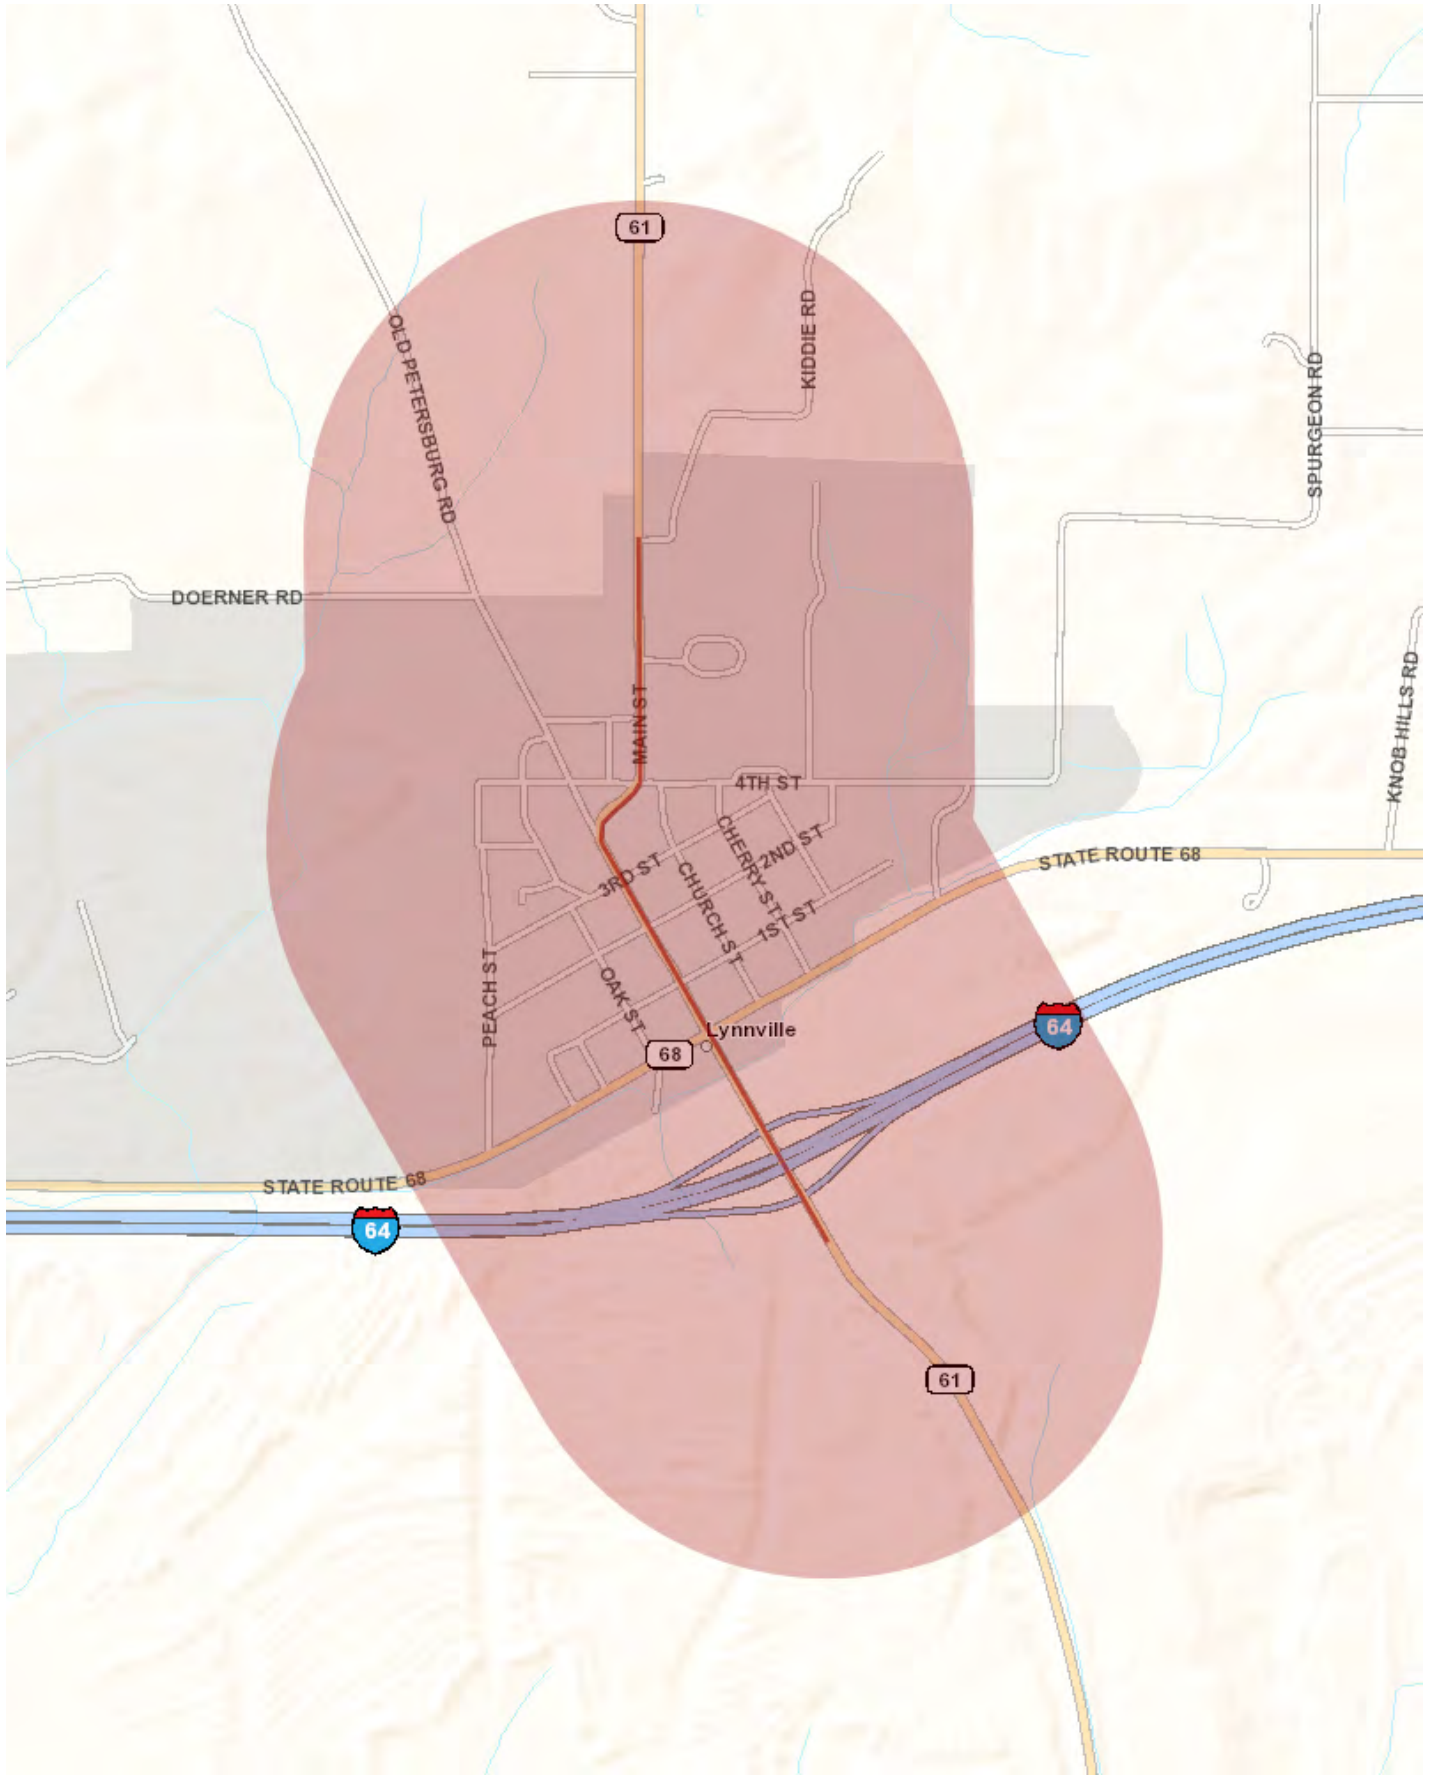 61
KIDDIE RD
OLD PETERSBURG RD
SPURGEON RD
DOERNER RD
KNOB HILLS RD
MAIN ST
4TH ST
CHERRY ST
2ND ST
STATE ROUTE 68
3RD ST
CHURCH ST
1ST ST
PEACH ST
OAK ST
64
Lynnville
68
STATE ROUTE 68
64
61